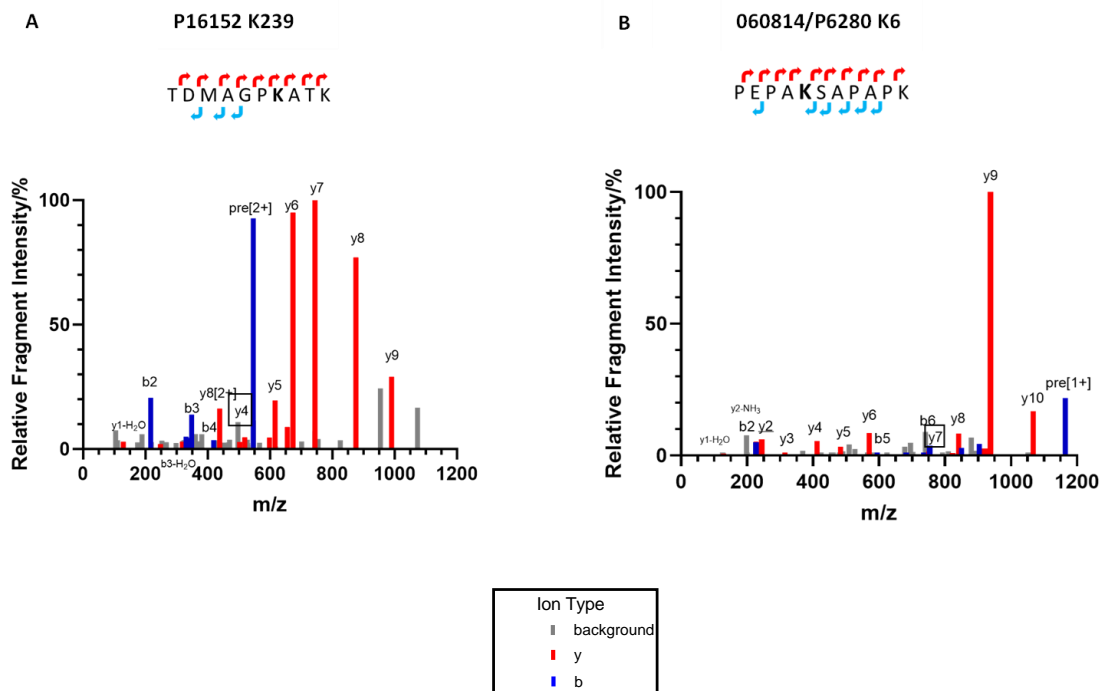 A
P16152 K239
TDMAGPKATK
Relative Fragment Intensity/%
100
50
0
0
200
400
600
800
1000
1200
m/z
y1-H2O
b2
b3-H2O
b3
b4
y8[2+]
y4
pre[2+]
y5
y6
y7
y8
y9
B
060814/P6280 K6
PEPAKSAPAPK
Relative Fragment Intensity/%
100
50
0
0
200
400
600
800
1000
1200
m/z
y1-H2O
y2-NH3
b2
y2
y3
y4
y5
y6
b5
b6
y7
y8
y9
y10
pre[1+]
Ion Type
background
y
b